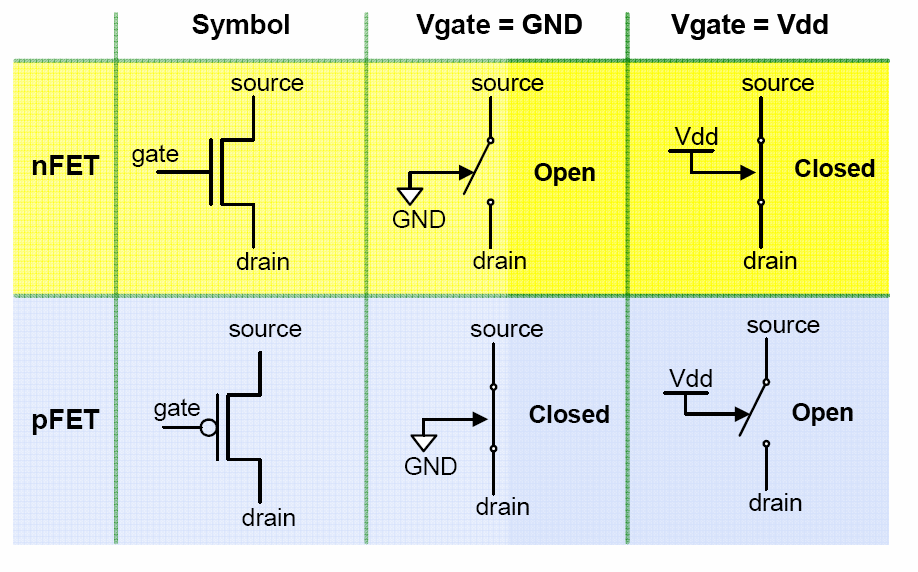 Symbol
Vgate = GND
Vgate = Vdd
nFET
source
gate
drain
source
GND
Open
drain
source
Vdd
Closed
drain
pFET
source
gate
drain
source
GND
Closed
drain
source
Vdd
Open
drain